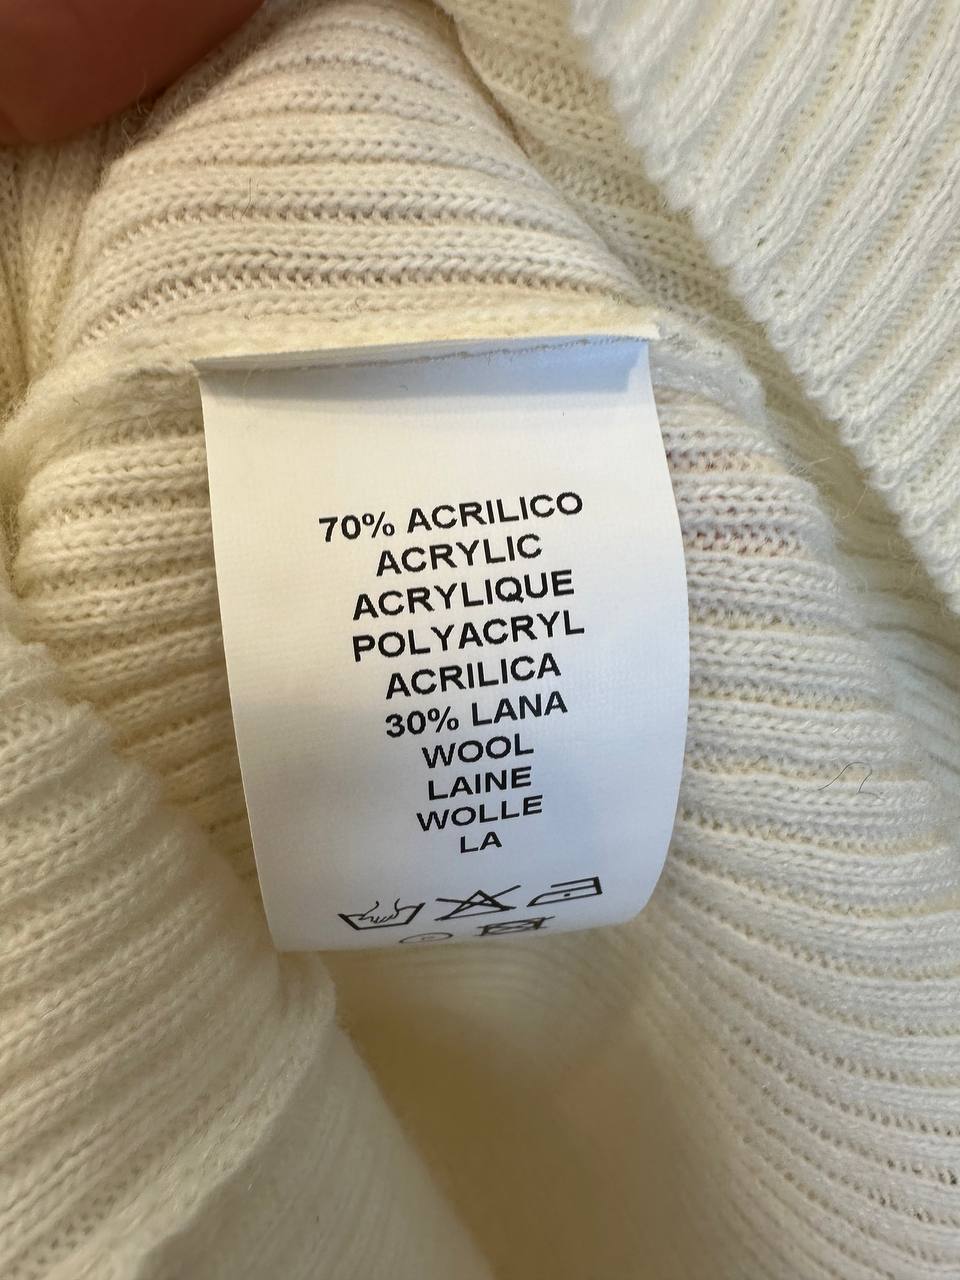 70% ACRILICO
ACRYLIC
ACRYLIQUE
POLYACRYL
ACRILICA
30% LANA
WOOL
LAINE
WOLLE
LA